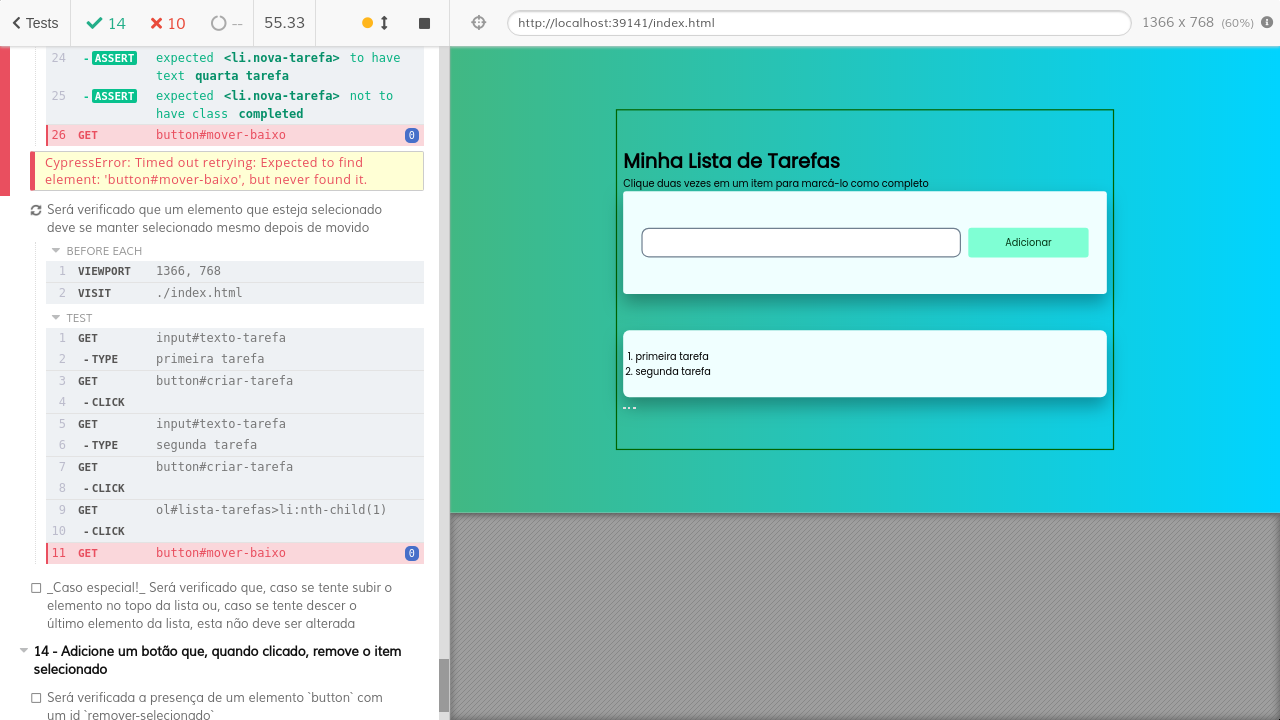 Tests 14 10 -- 55.33
24 - ASSERT expected <li.nova-tarefa> to have
text quarta tarefa
25 - ASSERT expected <li.nova-tarefa> not to
have class completed
26 GET button#mover-baixo 0
CypressError: Timed out retrying: Expected to find
element: 'button#mover-baixo', but never found it.
Será verificado que um elemento que esteja selecionado
deve se manter selecionado mesmo depois de movido
BEFORE EACH
1 VIEWPORT 1366, 768
2 VISIT ./index.html
TEST
1 GET input#texto-tarefa
2 - TYPE primeira tarefa
3 GET button#criar-tarefa
4 - CLICK
5 GET input#texto-tarefa
6 - TYPE segunda tarefa
7 GET button#criar-tarefa
8 - CLICK
9 GET ol#lista-tarefas>li:nth-child(1)
10 - CLICK
11 GET button#mover-baixo 0
_Caso especial!_ Será verificado que, caso se tente subir o
elemento no topo da lista ou, caso se tente descer o
último elemento da lista, esta não deve ser alterada
14 - Adicione um botão que, quando clicado, remove o item
selecionado
Será verificada a presença de um elemento `button` com
um id `remover-selecionado`
http://localhost:39141/index.html 1366 x 768 (60%)
Minha Lista de Tarefas
Clique duas vezes em um item para marcá-lo como completo
Adicionar
1. primeira tarefa
2. segunda tarefa